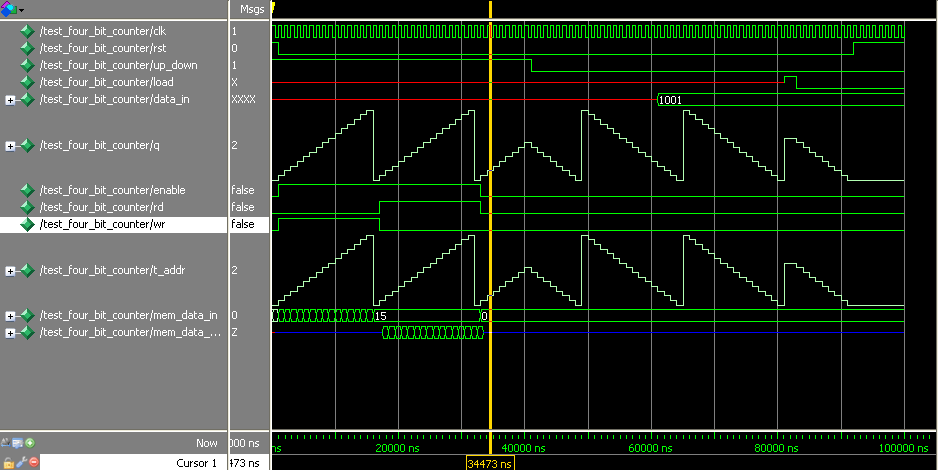 Msgs
/test_four_bit_counter/clk 1
/test_four_bit_counter/rst 0
/test_four_bit_counter/up_down 1
/test_four_bit_counter/load X
/test_four_bit_counter/data_in XXXX 1001
/test_four_bit_counter/q 2
/test_four_bit_counter/enable false
/test_four_bit_counter/rd false
/test_four_bit_counter/wr false
/test_four_bit_counter/t_addr 2
/test_four_bit_counter/mem_data_in 0 15 0
/test_four_bit_counter/mem_data_... Z
Now 000 ns ns 20000 ns 40000 ns 60000 ns 80000 ns 100000 ns
Cursor 1 473 ns 34473 ns